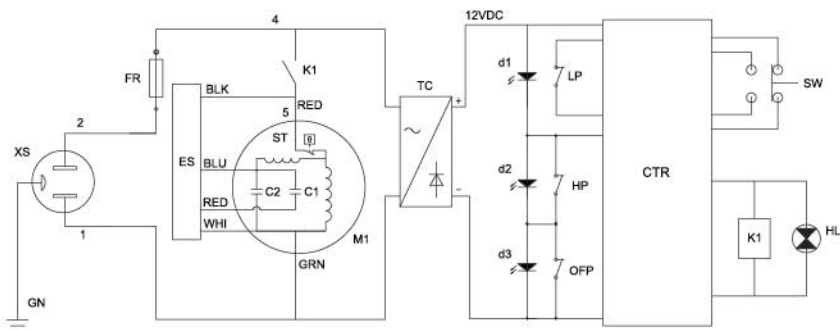 4
12VDC
K1
d1
LP
FR
BLK
RED
TC
SW
5
+
2
ST
θ
XS
ES
BLU
d2
HP
CTR
C2
C1
RED
−
K1
HL
WHI
1
M1
d3
OFP
GRN
GN